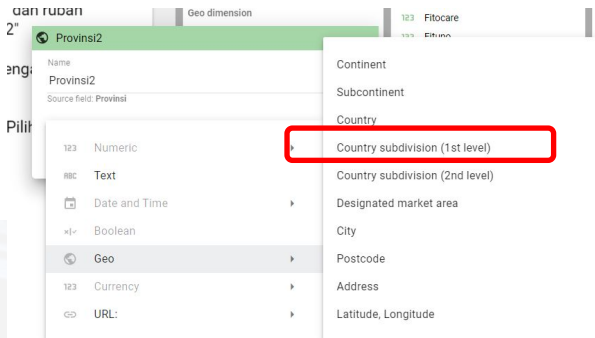 dan ruban
2"
Geo dimension
123 Fitocare
123
Provinsi2
Name
Provinsi2
Source field: Provinsi
Pilih
123 Numeric
ABC Text
Date and Time
Boolean
Geo
123 Currency
URL:
Continent
Subcontinent
Country
Country subdivision (1st level)
Country subdivision (2nd level)
Designated market area
City
Postcode
Address
Latitude, Longitude